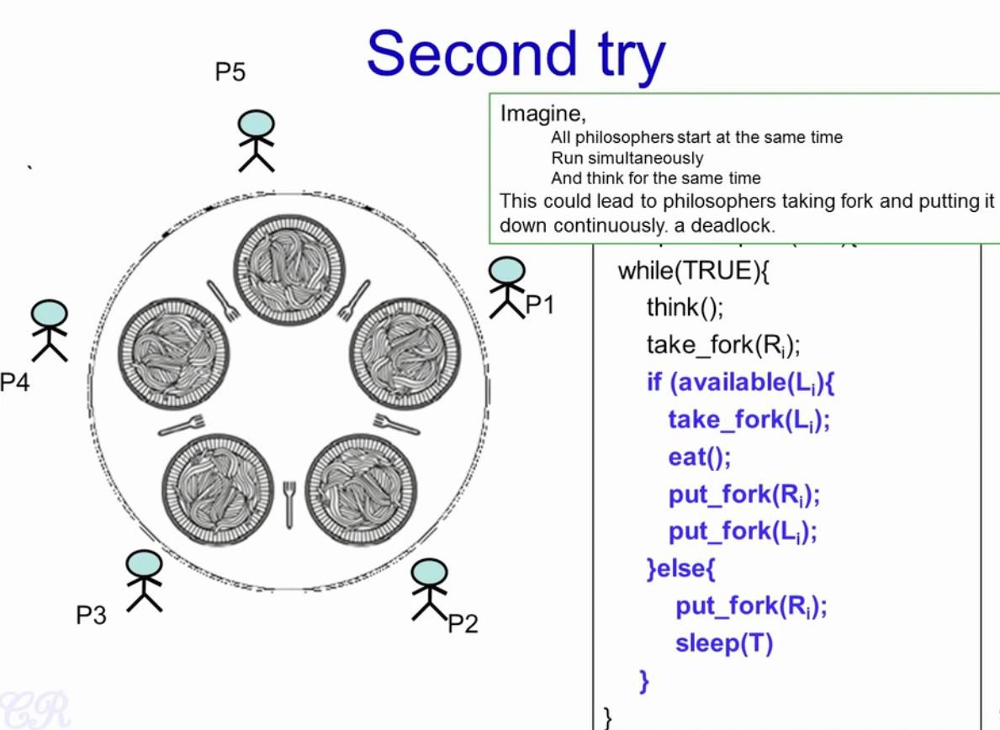 Second try
P5
Imagine,
All philosophers start at the same time
Run simultaneously
And think for the same time
This could lead to philosophers taking fork and putting it
down continuously. a deadlock.
P1
P4
P3
P2
while(TRUE){
think();
take_fork(Ri);
if (available(Li){
take_fork(Li);
eat();
put_fork(Ri);
put_fork(Li);
}else{
put_fork(Ri);
sleep(T)
}
}
CR